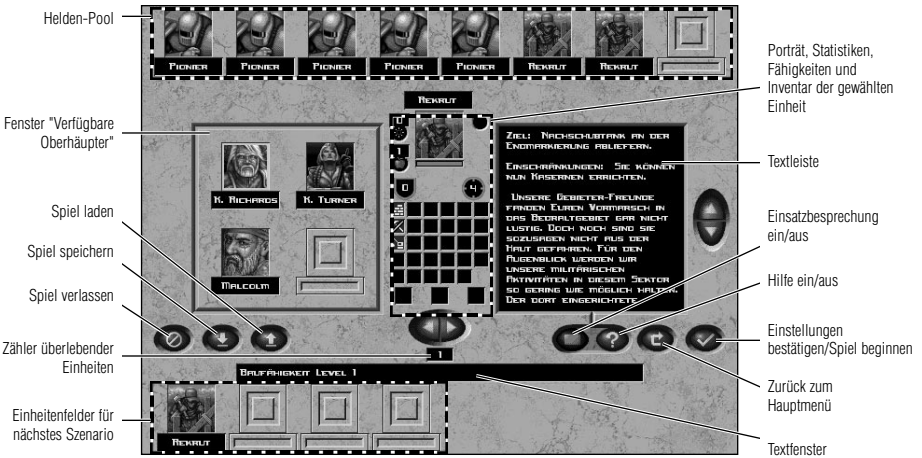 Helden-Pool
PIONIER PIONIER PIONIER PIONIER PIONIER REKRUT REKRUT
Porträt, Statistiken,
Fähigkeiten und
Inventar der gewählten
Einheit
Fenster "Verfügbare
Oberhäupter"
REKRUT
1
0
4
K. RICHARDS K. TURNER
MALCOLM
ZIEL: NACHSCHUBTANK AN DER
ENDMARKIERUNG ABLIEFERN.
EINSCHRÄNKUNGEN: SIE KÖNNEN
NUN KASERNEN ERRICHTEN.
UNSERE GEBIETER-FREUNDE
FANDEN EUREN VORMARSCH IN
DAS BEDRALTGEBIET GAR NICHT
LUSTIG. DOCH NOCH SIND SIE
SOZUSAGEN NICHT AUS DER
HAUT GEFAHREN. FÜR DEN
AUGENBLICK WERDEN WIR
UNSERE MILITÄRISCHEN
AKTIVITÄTEN IN DIESEM SEKTOR
SO GERING WIE MÖGLICH HALTEN.
DER DORT EINGERICHTETE
Textleiste
Spiel laden
Spiel speichern
Spiel verlassen
Einsatzbesprechung
ein/aus
Hilfe ein/aus
?
Einstellungen
bestätigen/Spiel beginnen
Zähler überlebender
Einheiten
1
BAUFÄHIGKEIT LEVEL 1
Zurück zum
Hauptmenü
Einheitenfelder für
nächstes Szenario
REKRUT
Textfenster